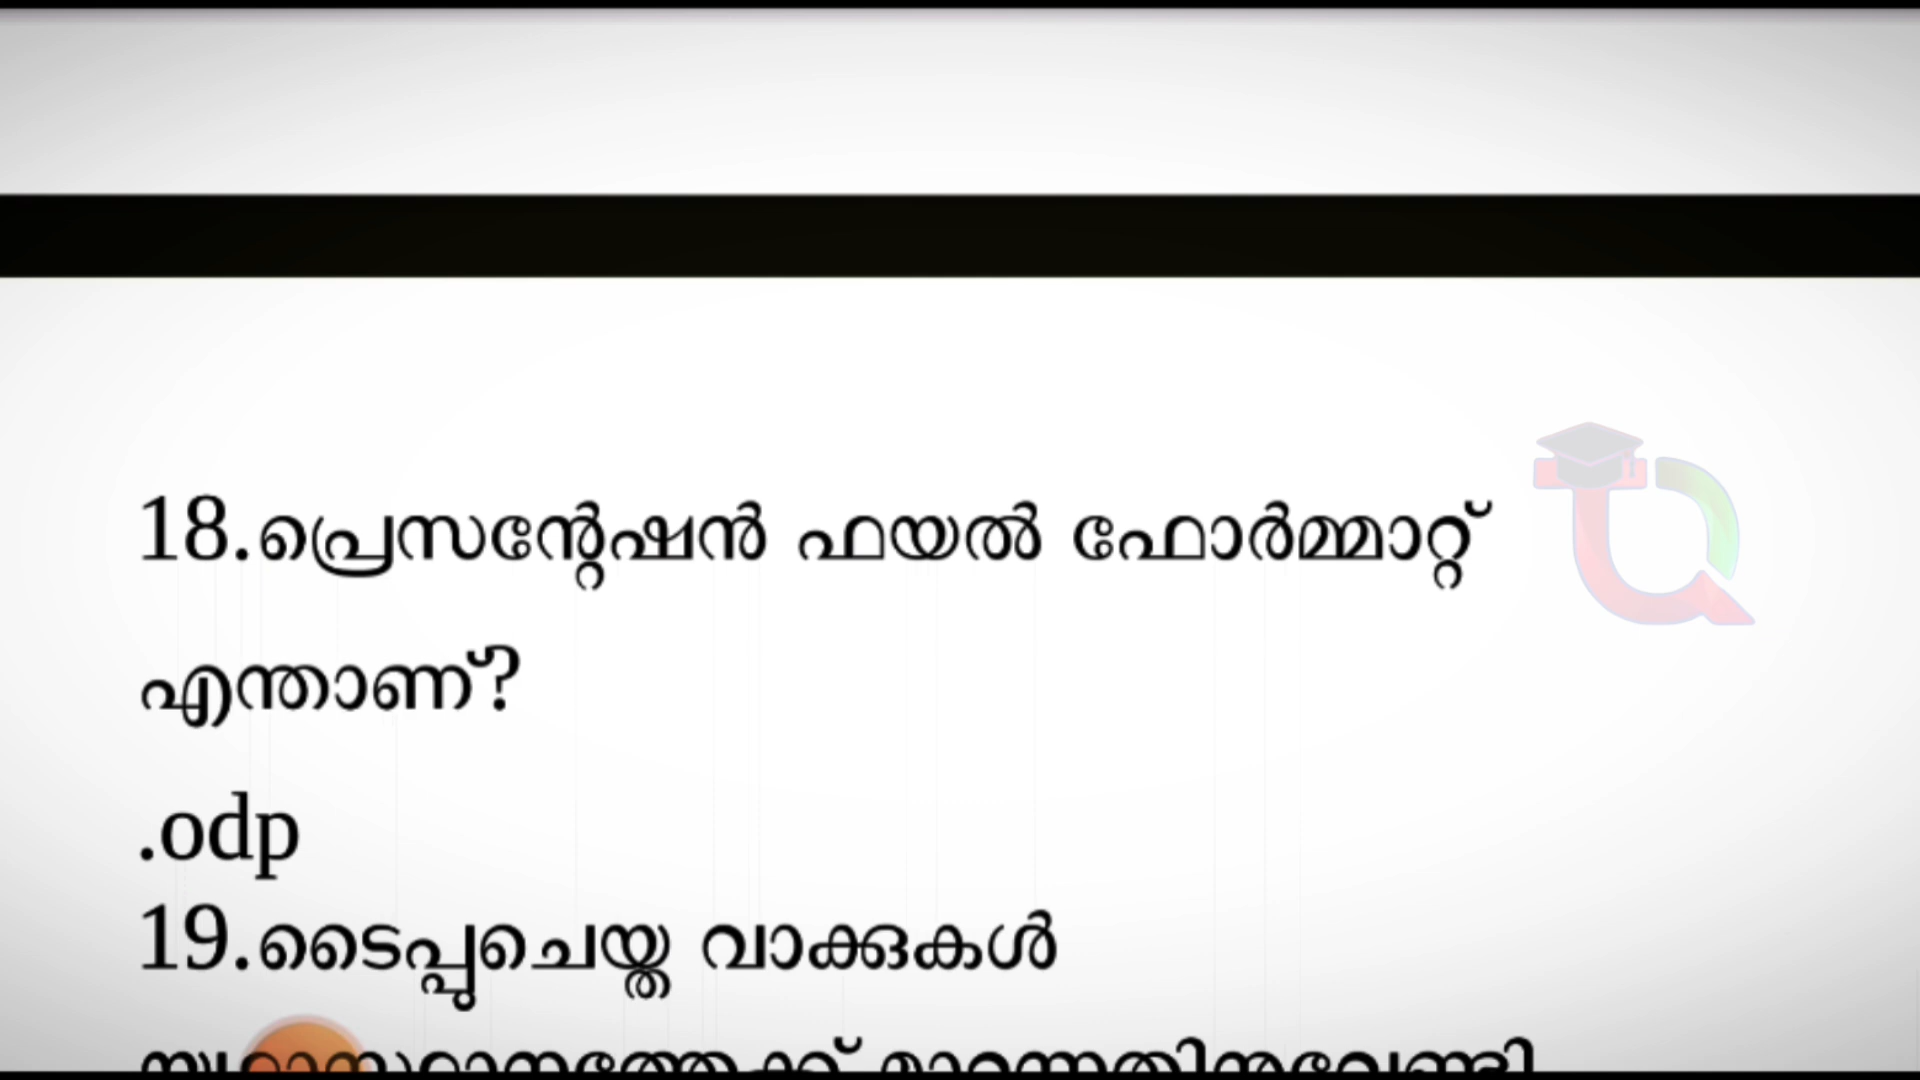 18.പ്രെസന്റേഷൻ ഫയൽ ഫോർമ്മാറ്റ്
എന്താണ്?
.odp
19.ടൈപ്പുചെയ്ത വാക്കുകൾ